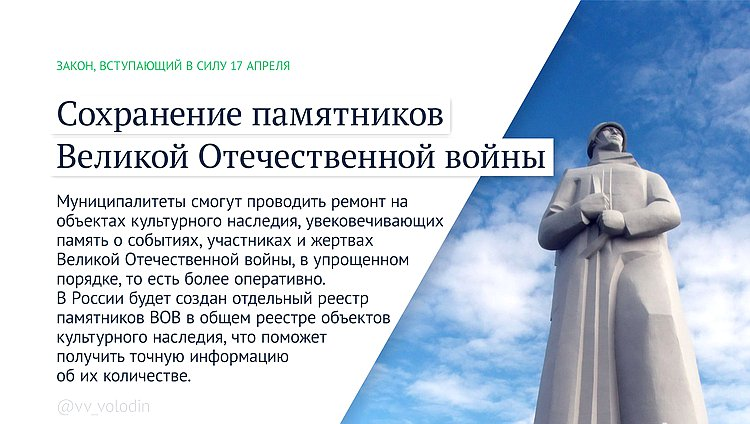 ЗАКОН, ВСТУПАЮЩИЙ В СИЛУ 17 АПРЕЛЯ
Сохранение памятников
Великой Отечественной войны
Муниципалитеты смогут проводить ремонт на
объектах культурного наследия, увековечивающих
память о событиях, участниках и жертвах
Великой Отечественной войны, в упрощенном
порядке, то есть более оперативно.
В России будет создан отдельный реестр
памятников ВОВ в общем реестре объектов
культурного наследия, что поможет
получить точную информацию
об их количестве.
@vv_volodin